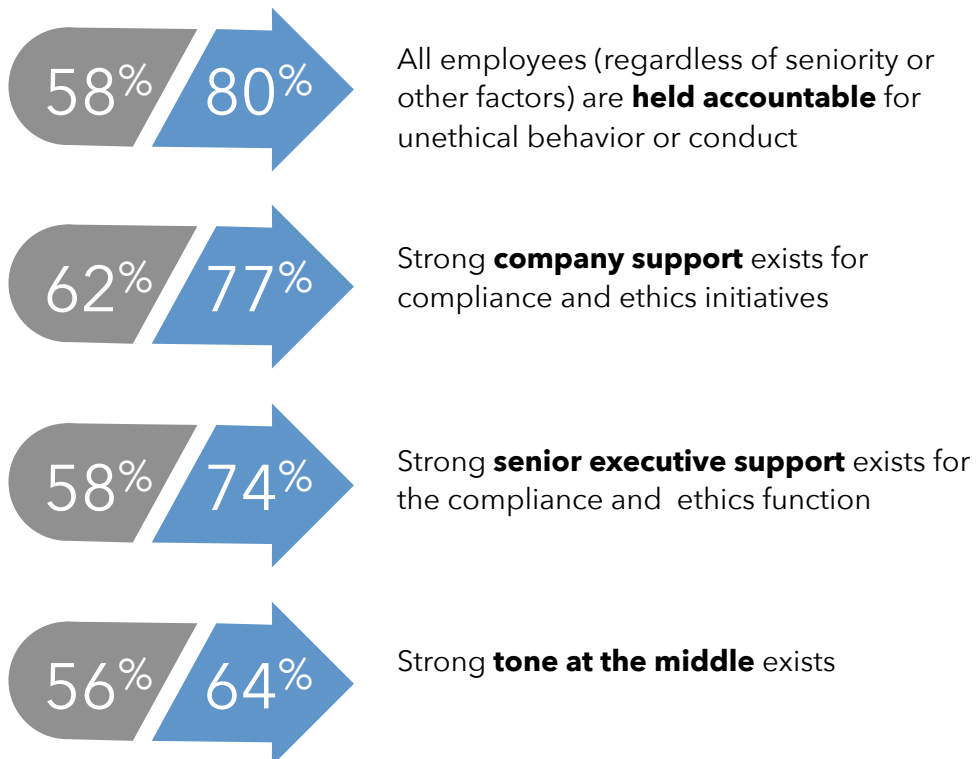 58% 80%
All employees (regardless of seniority or
other factors) are held accountable for
unethical behavior or conduct
62% 77%
Strong company support exists for
compliance and ethics initiatives
58% 74%
Strong senior executive support exists for
the compliance and  ethics function
56% 64%
Strong tone at the middle exists